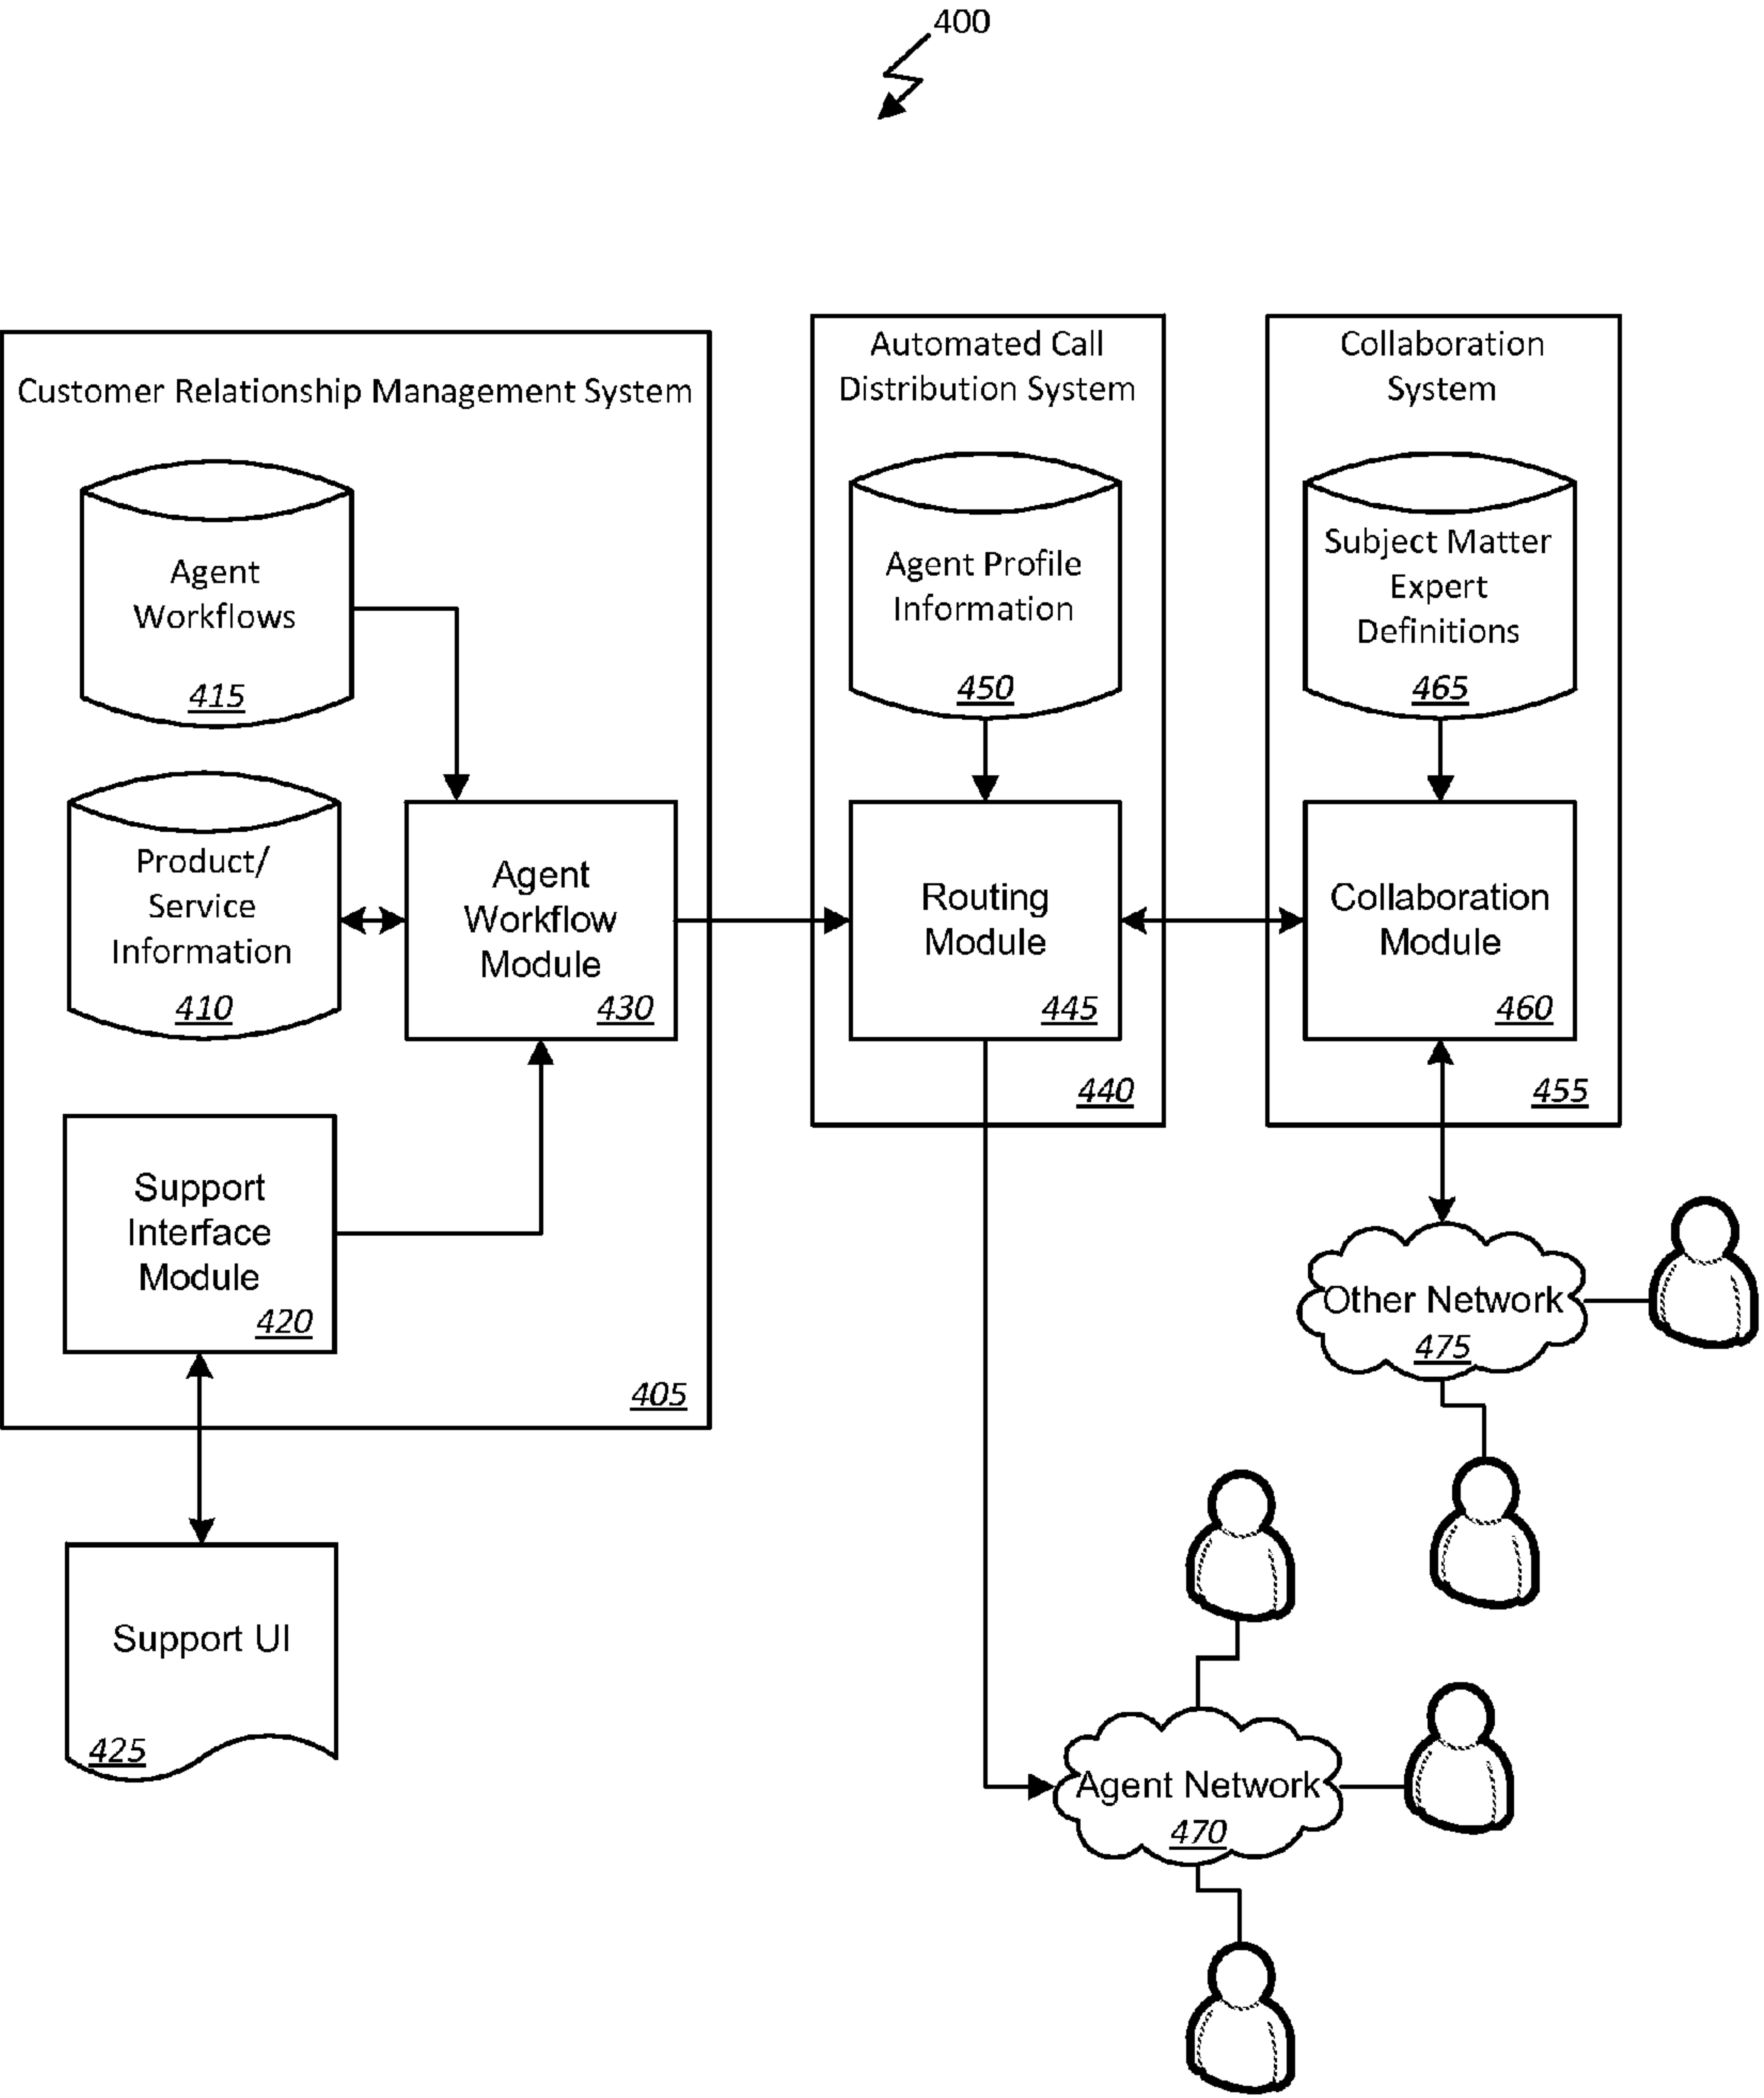 400
Customer Relationship Management System
Agent
Workflows
415
Product/
Service
Information
410
Agent
Workflow
Module
430
Support
Interface
Module
420
405
Support UI
425
Automated Call
Distribution System
Agent Profile
Information
450
Routing
Module
445
440
Collaboration
System
Subject Matter
Expert
Definitions
465
Collaboration
Module
460
455
Other Network
475
Agent Network
470